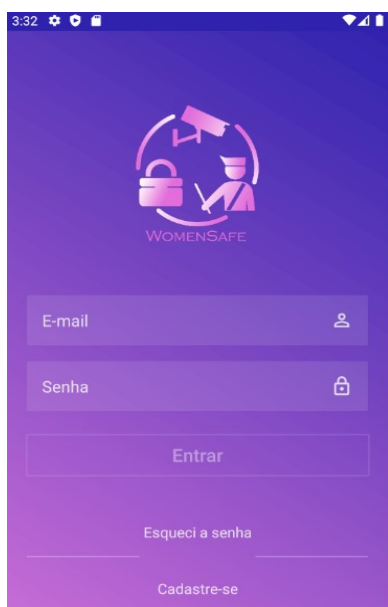 3:32
WOMENSAFE
E-mail
Senha
Entrar
Esqueci a senha
Cadastre-se